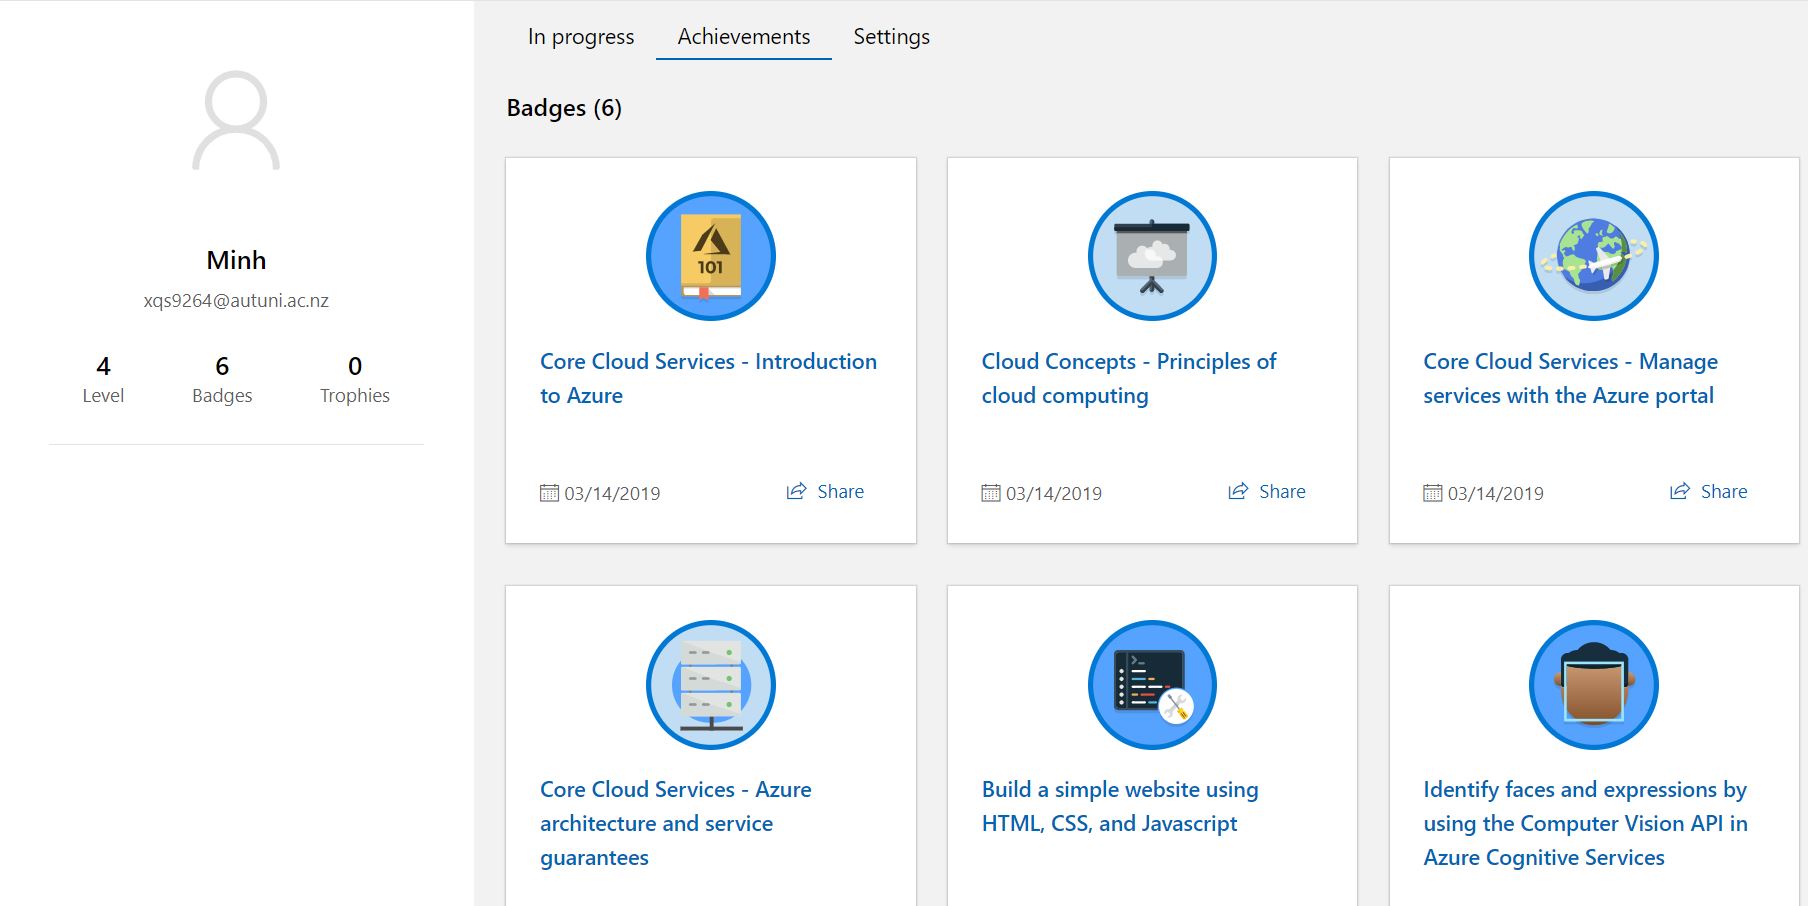 In progress
Achievements
Settings
Minh
xqs9264@autuni.ac.nz
4
Level
6
Badges
0
Trophies
Badges (6)
101
Core Cloud Services - Introduction
to Azure
03/14/2019
Share
Cloud Concepts - Principles of
cloud computing
03/14/2019
Share
Core Cloud Services - Manage
services with the Azure portal
03/14/2019
Share
Core Cloud Services - Azure
architecture and service
guarantees
Build a simple website using
HTML, CSS, and Javascript
Identify faces and expressions by
using the Computer Vision API in
Azure Cognitive Services